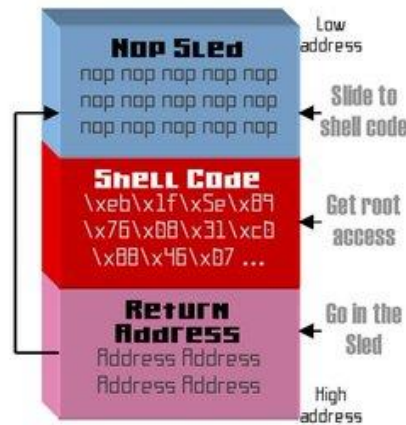 Low
address
Nop Sled
nop nop nop nop nop
nop nop nop nop nop
nop nop nop nop nop
Slide to
shell code
Shell Code
\xeb\x1f\x5e\x89
\x76\x08\x31\xc0
\x88\x46\x07 ...
Get root
access
Return
Address
Address Address
Address Address
Go in the
Sled
High
address